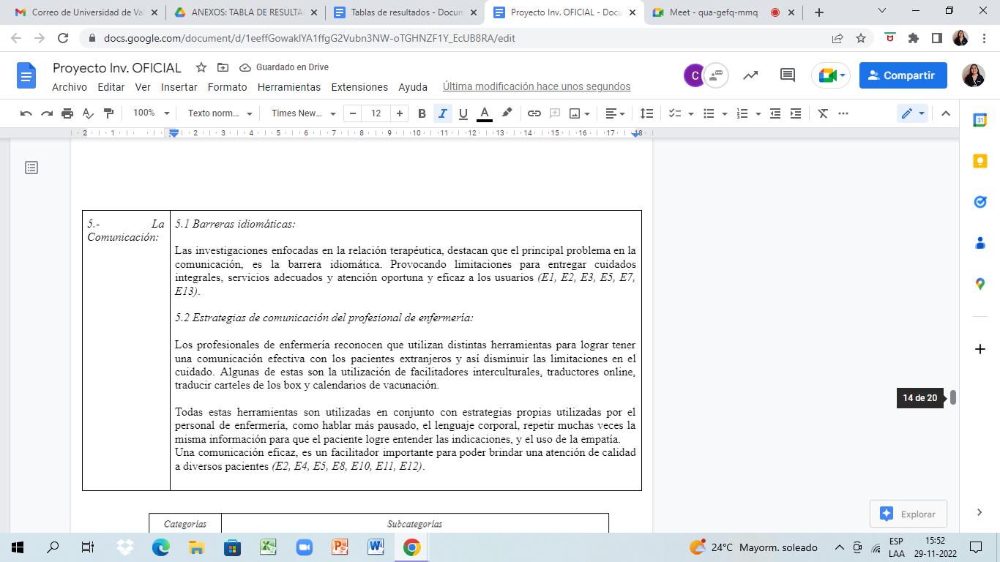 Correo de Universidad de Va
ANEXOS: TABLA DE RESULTA
Tablas de resultados - Docum
Proyecto Inv. OFICIAL - Docu
Meet - qua-gefq-mmq
docs.google.com/document/d/1eeffGowakIYA1ffgG2Vubn3NW-oTGHNZF1Y_EcUB8RA/edit
Proyecto Inv. OFICIAL
Guardado en Drive
C
Compartir
Archivo Editar Ver Insertar Formato Herramientas Extensiones Ayuda
Última modificación hace unos segundos
100% Texto norm... Times New... 12 B I U A
2 1 1 2 3 4 5 6 7 8 9 10 11 12 13 14 15 16 17 18
31
5.- La
Comunicación:
5.1 Barreras idiomáticas:
Las investigaciones enfocadas en la relación terapéutica, destacan que el principal problema en la
comunicación, es la barrera idiomática. Provocando limitaciones para entregar cuidados
integrales, servicios adecuados y atención oportuna y eficaz a los usuarios (E1, E2, E3, E5, E7,
E13).
5.2 Estrategias de comunicación del profesional de enfermería:
Los profesionales de enfermería reconocen que utilizan distintas herramientas para lograr tener
una comunicación efectiva con los pacientes extranjeros y así disminuir las limitaciones en el
cuidado. Algunas de estas son la utilización de facilitadores interculturales, traductores online,
traducir carteles de los box y calendarios de vacunación.
14 de 20
Todas estas herramientas son utilizadas en conjunto con estrategias propias utilizadas por el
personal de enfermería, como hablar más pausado, el lenguaje corporal, repetir muchas veces la
misma información para que el paciente logre entender las indicaciones, y el uso de la empatía.
Una comunicación eficaz, es un facilitador importante para poder brindar una atención de calidad
a diversos pacientes (E2, E4, E5, E8, E10, E11, E12).
Explorar
Categorías Subcategorías
24°C Mayorm. soleado
ESP
LAA
15:52
29-11-2022